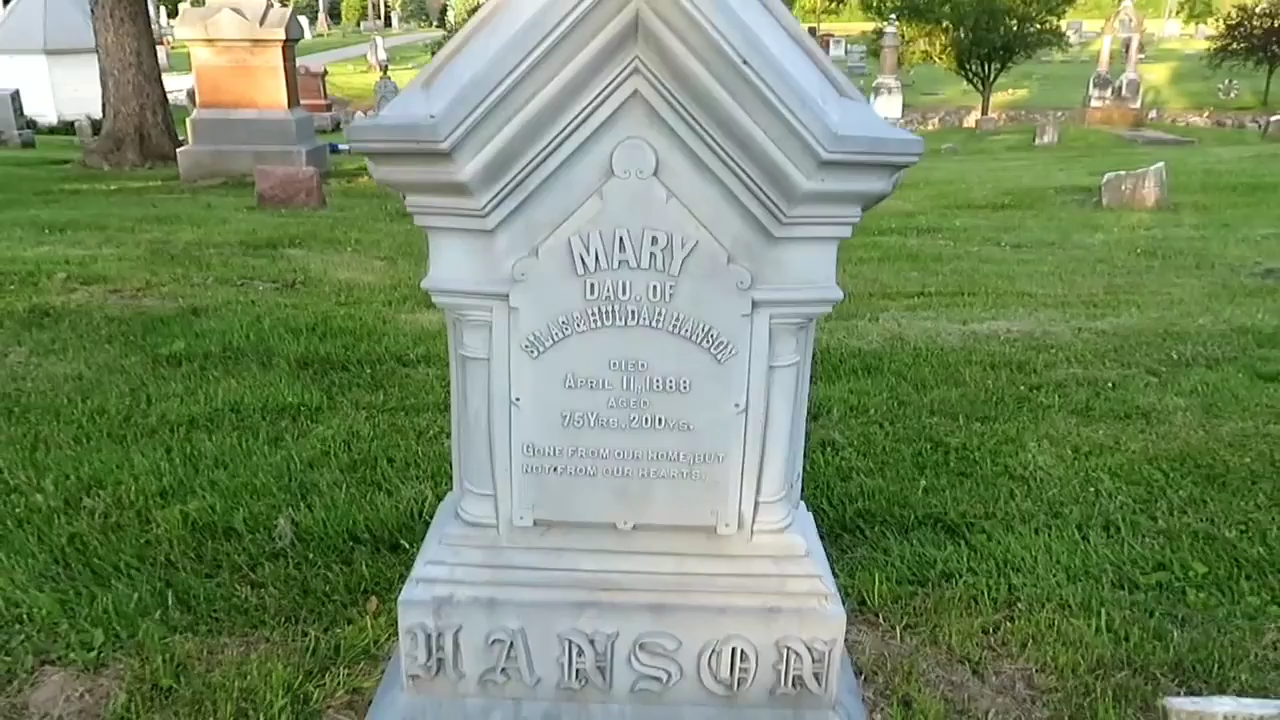 MARY
DAU. OF
SILAS & HULDAH HANSON
DIED
APRIL 11, 1888
AGED
75 YRS. 20 DYS.
GONE FROM OUR HOME, BUT
NOT FROM OUR HEARTS.
HANSON